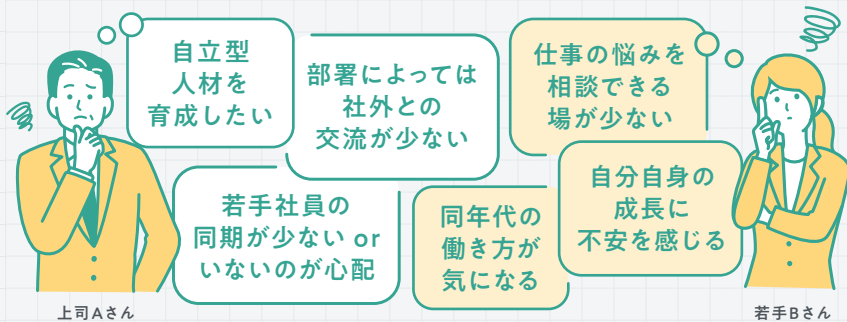 自立型
人材を
育成したい
部署によっては
社外との
交流が少ない
若手社員の
同期が少ない or
いないのが心配
仕事の悩みを
相談できる
場が少ない
自分自身の
成長に
不安を感じる
同年代の
働き方が
気になる
上司Aさん
若手Bさん